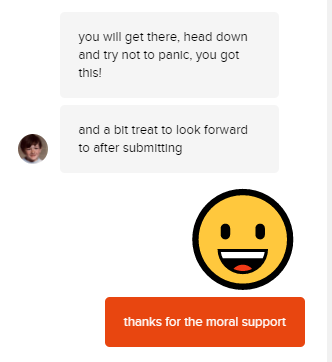 you will get there, head down
and try not to panic, you got
this!
and a bit treat to look forward
to after submitting
thanks for the moral support